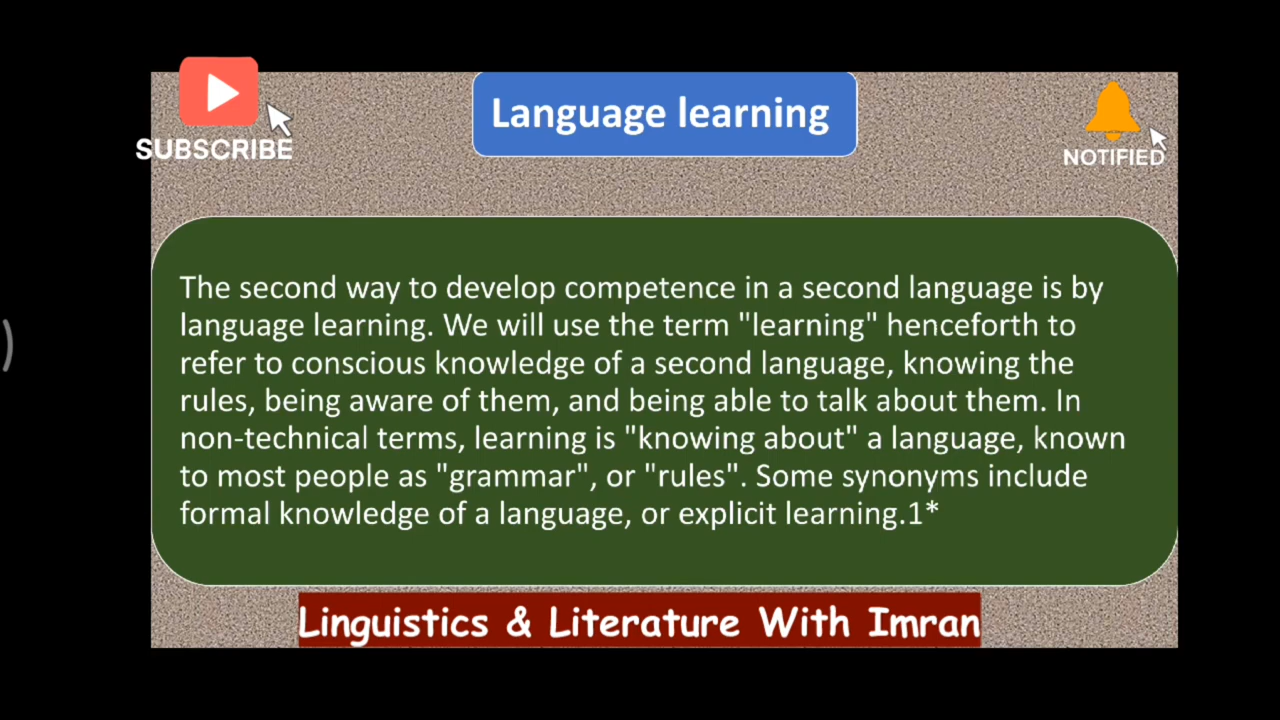 Language learning
SUBSCRIBE
NOTIFIED
The second way to develop competence in a second language is by
language learning. We will use the term "learning" henceforth to
refer to conscious knowledge of a second language, knowing the
rules, being aware of them, and being able to talk about them. In
non-technical terms, learning is "knowing about" a language, known
to most people as "grammar", or "rules". Some synonyms include
formal knowledge of a language, or explicit learning.1*
Linguistics & Literature With Imran